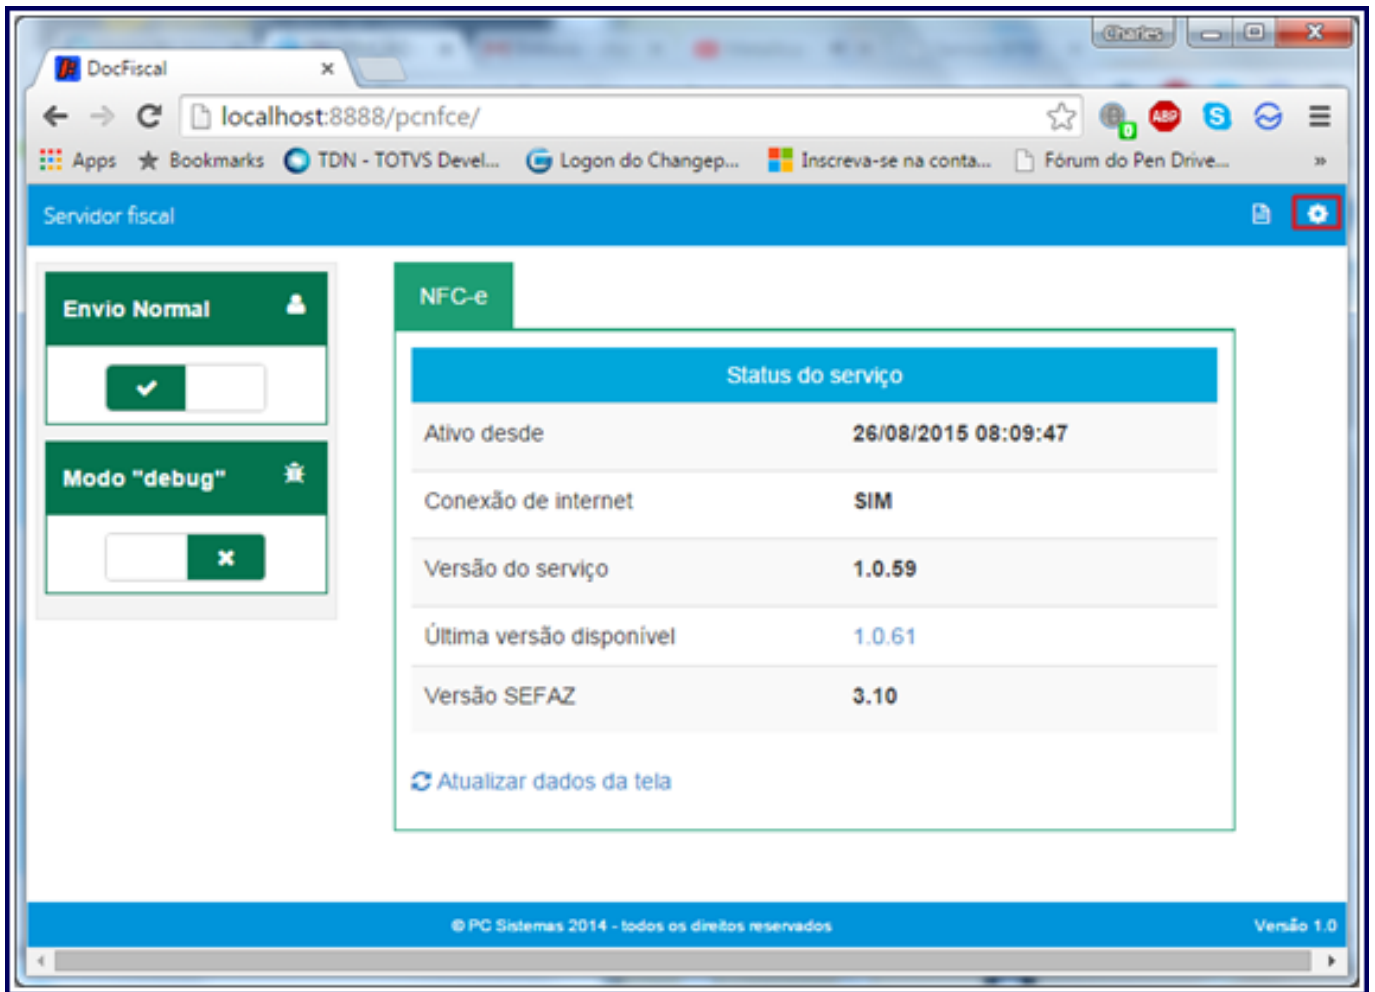 Charles
DocFiscal
localhost:8888/pcnfce/
ABP
S
0
Apps Bookmarks TDN - TOTVS Devel... Logon do Changep... Inscreva-se na conta... Fórum do Pen Drive... »
Servidor fiscal
Envio Normal
Modo "debug"
NFC-e
Status do serviço
Ativo desde 26/08/2015 08:09:47
Conexão de internet SIM
Versão do serviço 1.0.59
Última versão disponível 1.0.61
Versão SEFAZ 3.10
Atualizar dados da tela
© PC Sistemas 2014 - todos os direitos reservados Versão 1.0